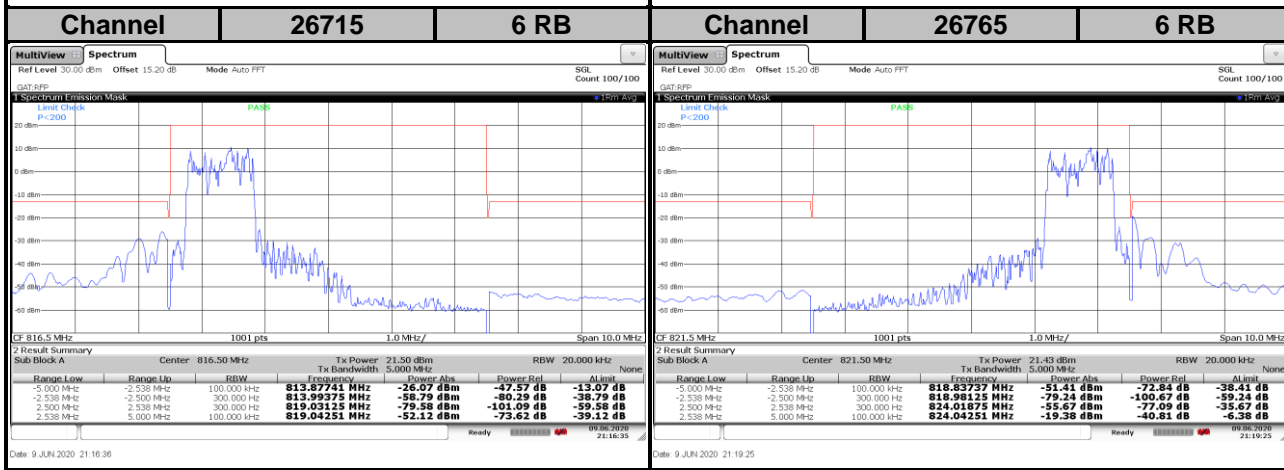 Channel 26715 6 RB
MultiView Spectrum
Ref Level 30.00 dBm Offset 15.20 dB Mode Auto FFT SGL
Count 100/100
GAT:RFP
1 Spectrum Emission Mask 1Rm Avg
Limit Check PASS
P<200
20 dBm
10 dBm
0 dBm
-10 dBm
-20 dBm
-30 dBm
-40 dBm
-50 dBm
-60 dBm
CF 816.5 MHz 1001 pts 1.0 MHz/ Span 10.0 MHz
2 Result Summary
Sub Block A Center 816.50 MHz Tx Power 21.50 dBm RBW 20.000 kHz
Tx Bandwidth 5.000 MHz None
Range Low Range Up RBW Frequency Power Abs Power Rel ΔLimit
-5.000 MHz -2.538 MHz 100.000 kHz 813.87741 MHz -26.07 dBm -47.57 dB -13.07 dB
-2.538 MHz -2.500 MHz 300.000 Hz 813.99375 MHz -58.79 dBm -80.29 dB -38.79 dB
2.500 MHz 2.538 MHz 300.000 Hz 819.03125 MHz -79.58 dBm -101.09 dB -59.58 dB
2.538 MHz 5.000 MHz 100.000 kHz 819.04251 MHz -52.12 dBm -73.62 dB -39.12 dB
Ready 09.06.2020
21:16:35
Date: 9.JUN.2020 21:16:36
Channel 26765 6 RB
MultiView Spectrum
Ref Level 30.00 dBm Offset 15.20 dB Mode Auto FFT SGL
Count 100/100
GAT:RFP
1 Spectrum Emission Mask 1Rm Avg
Limit Check PASS
P<200
20 dBm
10 dBm
0 dBm
-10 dBm
-20 dBm
-30 dBm
-40 dBm
-50 dBm
-60 dBm
CF 821.5 MHz 1001 pts 1.0 MHz/ Span 10.0 MHz
2 Result Summary
Sub Block A Center 821.50 MHz Tx Power 21.43 dBm RBW 20.000 kHz
Tx Bandwidth 5.000 MHz None
Range Low Range Up RBW Frequency Power Abs Power Rel ΔLimit
-5.000 MHz -2.538 MHz 100.000 kHz 818.83737 MHz -51.41 dBm -72.84 dB -38.41 dB
-2.538 MHz -2.500 MHz 300.000 Hz 818.98125 MHz -79.24 dBm -100.67 dB -59.24 dB
2.500 MHz 2.538 MHz 300.000 Hz 824.01875 MHz -55.67 dBm -77.09 dB -35.67 dB
2.538 MHz 5.000 MHz 100.000 kHz 824.04251 MHz -19.38 dBm -40.81 dB -6.38 dB
Ready 09.06.2020
21:19:25
Date: 9.JUN.2020 21:19:25